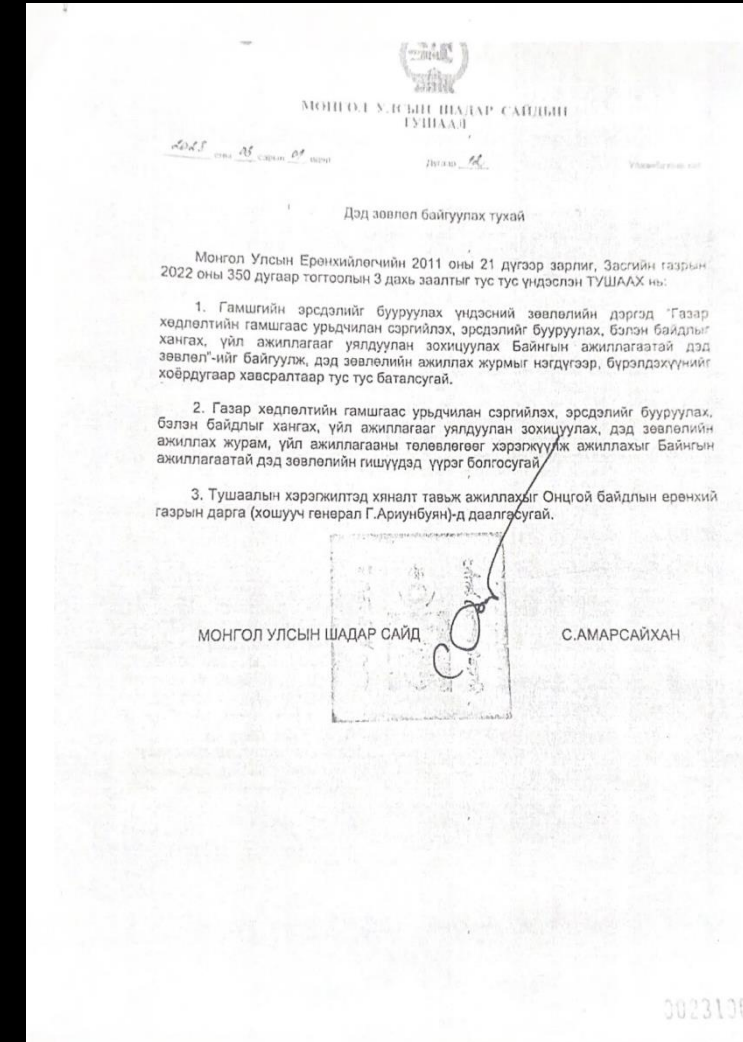 МОНГОЛ УЛСЫН ШАДАР САЙДЫН
ТУШААЛ
2023 оны 03 сарын 01 өдөр Дугаар 12 Улаанбаатар хот
Дэд зөвлөл байгуулах тухай
Монгол Улсын Ерөнхийлөгчийн 2011 оны 21 дүгээр зарлиг, Засгийн газрын
2022 оны 350 дугаар тогтоолын 3 дахь заалтыг тус тус үндэслэн ТУШААХ нь:
1. Гамшгийн эрсдэлийг бууруулах үндэсний зөвлөлийн дэргэд "Газар
хөдлөлтийн гамшгаас урьдчилан сэргийлэх, эрсдэлийг бууруулах, бэлэн байдлыг
хангах, үйл ажиллагааг уялдуулан зохицуулах Байнгын ажиллагаатай дэд
зөвлөл"-ийг байгуулж, дэд зөвлөлийн ажиллах журмыг нэгдүгээр, бүрэлдэхүүнийг
хоёрдугаар хавсралтаар тус тус баталсугай.
2. Газар хөдлөлтийн гамшгаас урьдчилан сэргийлэх, эрсдэлийг бууруулах,
бэлэн байдлыг хангах, үйл ажиллагааг уялдуулан зохицуулах, дэд зөвлөлийн
ажиллах журам, үйл ажиллагааны төлөвлөгөөг хэрэгжүүлж ажиллахыг Байнгын
ажиллагаатай дэд зөвлөлийн гишүүдэд үүрэг болгосугай.
3. Тушаалын хэрэгжилтэд хяналт тавьж ажиллахыг Онцгой байдлын ерөнхий
газрын дарга (хошууч генерал Г.Ариунбуян)-д даалгасугай.
МОНГОЛ УЛСЫН ШАДАР САЙД С.АМАРСАЙХАН